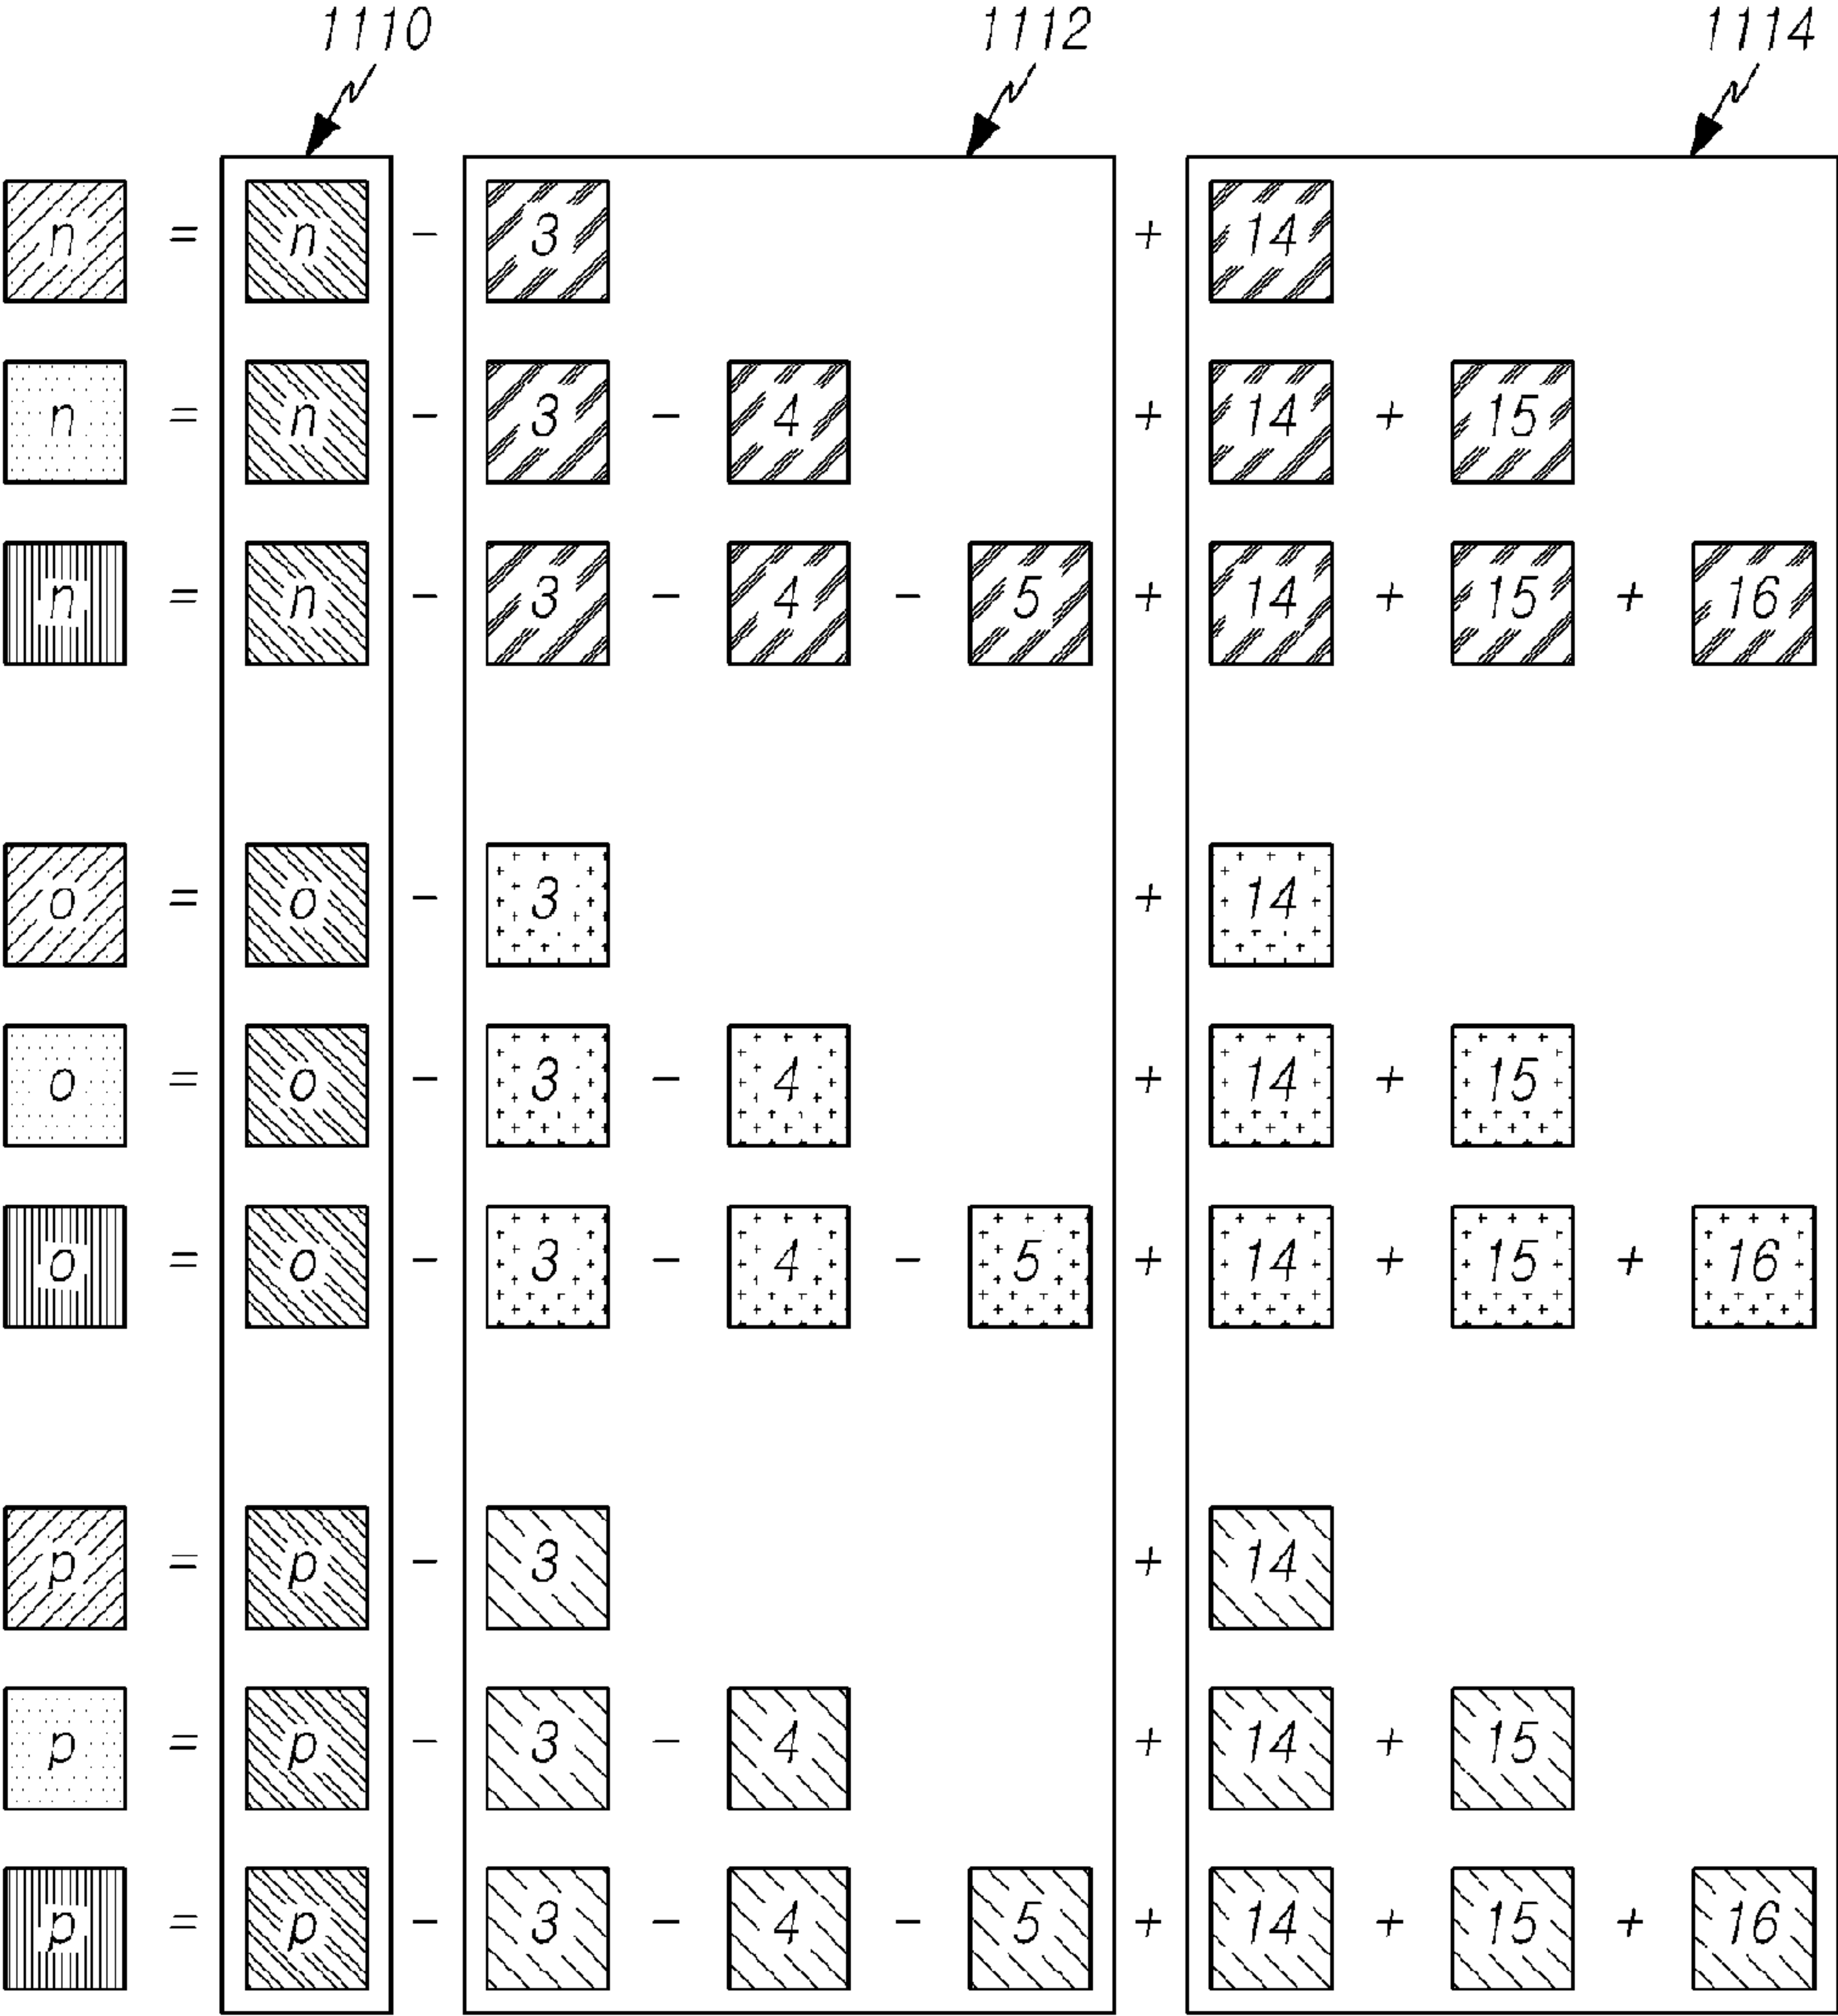 1110 1112 1114
n = n - 3 + 14
n = n - 3 - 4 + 14 + 15
n = n - 3 - 4 - 5 + 14 + 15 + 16
o = o - 3 + 14
o = o - 3 - 4 + 14 + 15
o = o - 3 - 4 - 5 + 14 + 15 + 16
p = p - 3 + 14
p = p - 3 - 4 + 14 + 15
p = p - 3 - 4 - 5 + 14 + 15 + 16